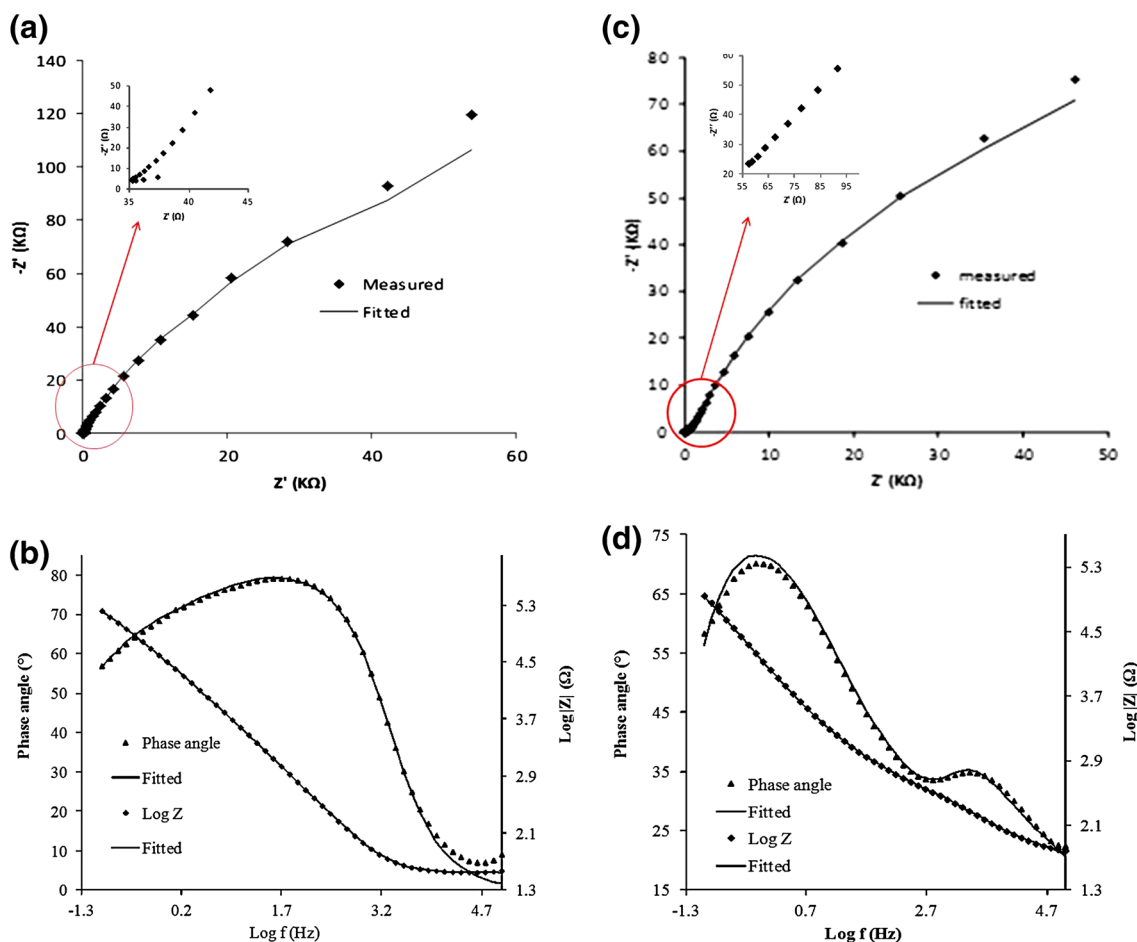 (a)
140
120
100
80
60
40
20
0
-Z' (KΩ)
0 20 40 60
Z' (KΩ)
50
40
30
20
10
0
-Z'' (Ω)
35 40 45
Z' (Ω)
Measured
Fitted
(c)
80
70
60
50
40
30
20
10
0
-Z' (KΩ)
0 10 20 30 40 50
Z' (KΩ)
60
50
40
30
20
-Z'' (Ω)
55 65 75 85 95
Z' (Ω)
measured
fitted
(b)
80
70
60
50
40
30
20
10
0
Phase angle (°)
-1.3 0.2 1.7 3.2 4.7
Log f (Hz)
5.3
4.5
3.7
2.9
2.1
1.3
Log|Z| (Ω)
Phase angle
Fitted
Log Z
Fitted
(d)
75
65
55
45
35
25
15
Phase angle (°)
-1.3 0.7 2.7 4.7
Log f (Hz)
5.3
4.5
3.7
2.9
2.1
1.3
Log|Z| (Ω)
Phase angle
Fitted
Log Z
Fitted